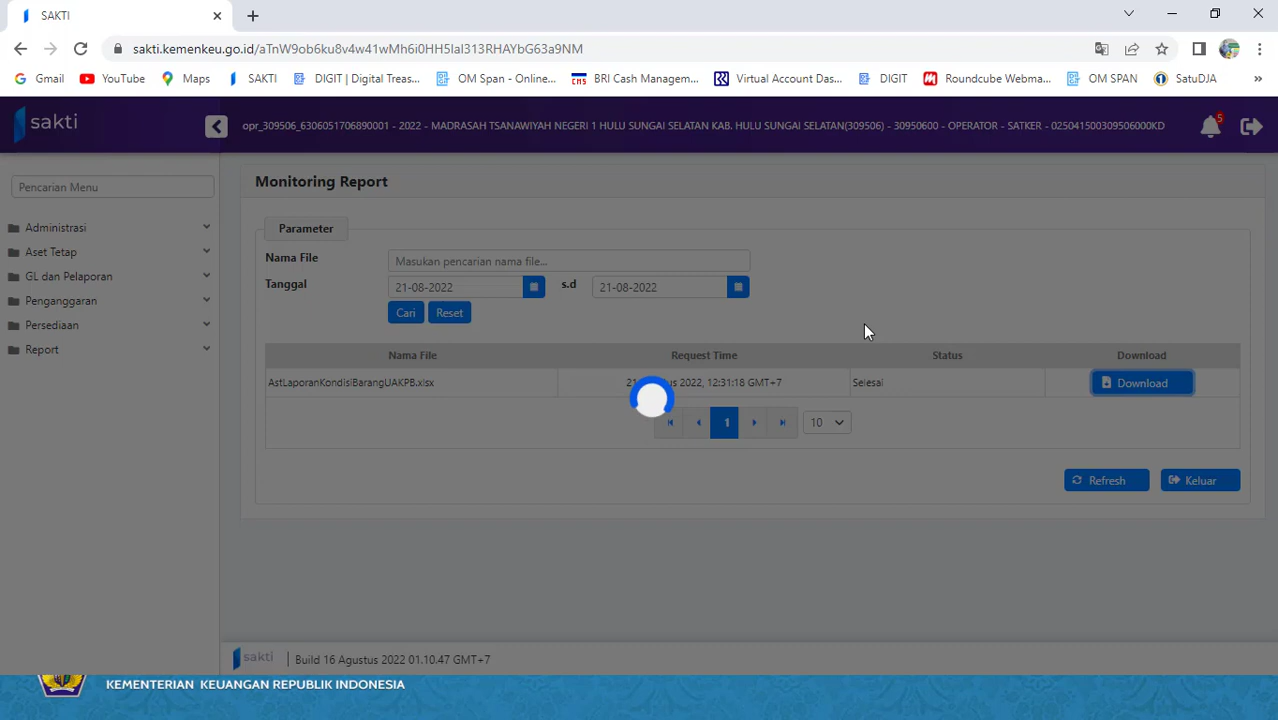 SAKTI
sakti.kemenkeu.go.id/aTnW9ob6ku8v4w41wMh6i0HH5Ial313RHAYbG63a9NM
Gmail YouTube Maps SAKTI DIGIT | Digital Treas... OM Span - Online... CMS BRI Cash Managem... Virtual Account Das... DIGIT Roundcube Webma... OM SPAN SatuDJA »
sakti opr_309506_6306051706890001 - 2022 - MADRASAH TSANAWIYAH NEGERI 1 HULU SUNGAI SELATAN KAB. HULU SUNGAI SELATAN(309506) - 30950600 - OPERATOR - SATKER - 025041500309506000KD 5
Pencarian Menu
Administrasi
Aset Tetap
GL dan Pelaporan
Penganggaran
Persediaan
Report
Monitoring Report
Parameter
Nama File Masukan pencarian nama file...
Tanggal 21-08-2022 s.d 21-08-2022
Cari Reset
Nama File Request Time Status Download
AstLaporanKondisiBarangUAKPB.xlsx 2022, 12:31:18 GMT+7 Selesai Download
1 10
Refresh Keluar
sakti | Build 16 Agustus 2022 01.10.47 GMT+7
KEMENTERIAN KEUANGAN REPUBLIK INDONESIA